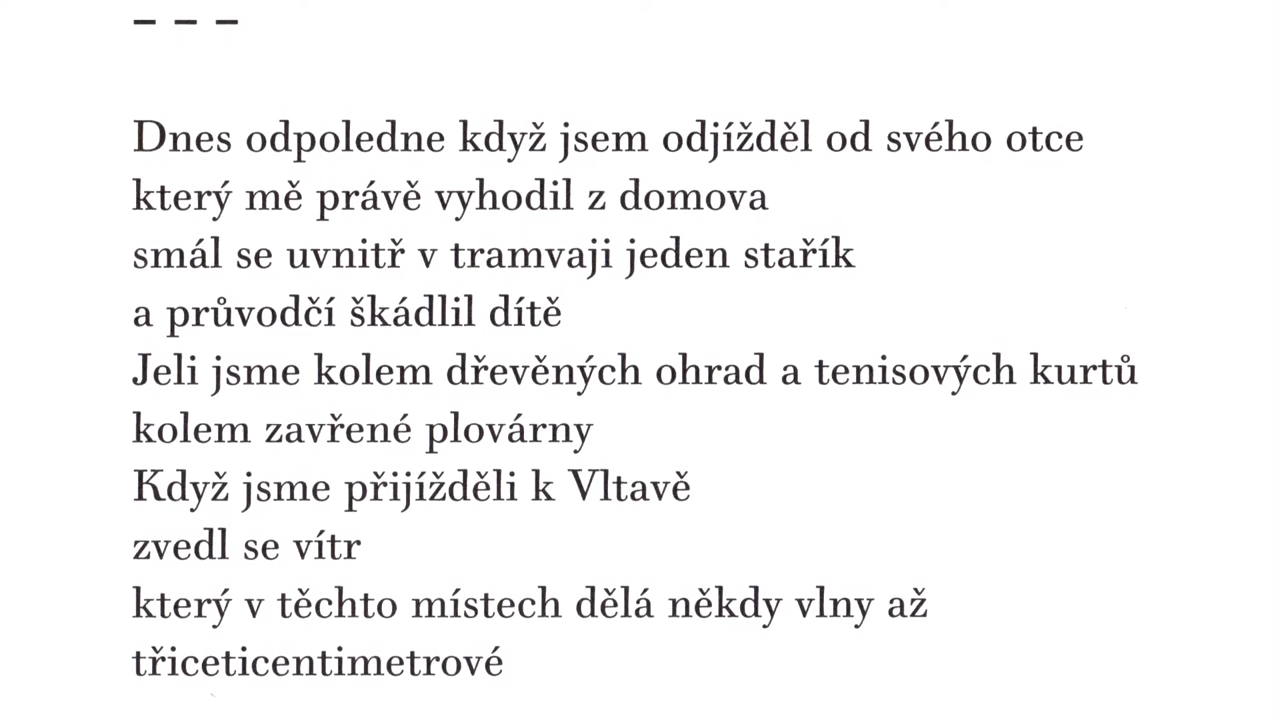 – – –
Dnes odpoledne když jsem odjížděl od svého otce
který mě právě vyhodil z domova
smál se uvnitř v tramvaji jeden stařík
a průvodčí škádlil dítě
Jeli jsme kolem dřevěných ohrad a tenisových kurtů
kolem zavřené plovárny
Když jsme přijížděli k Vltavě
zvedl se vítr
který v těchto místech dělá někdy vlny až
třiceticentimetrové